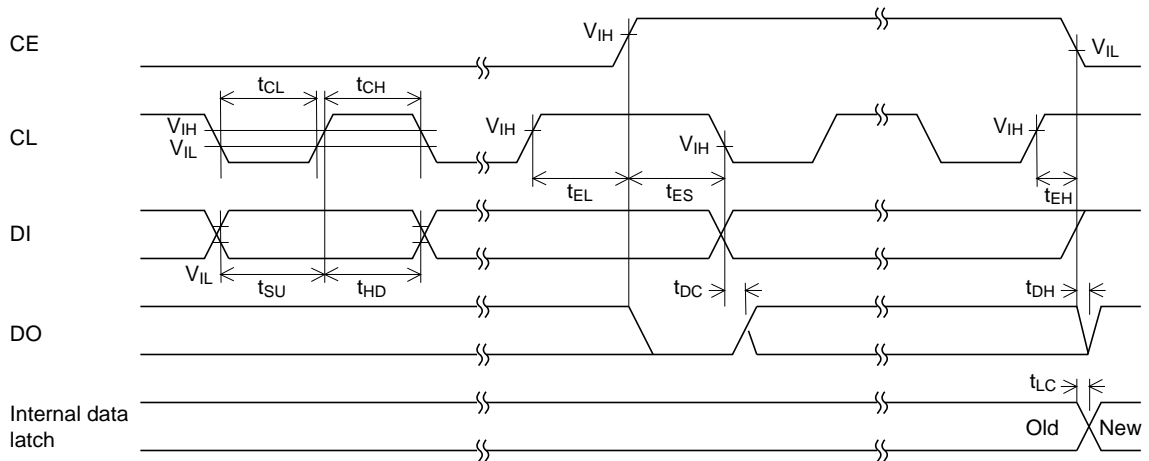 CE
VIH
VIL
tCL
tCH
CL
VIH
VIL
VIH
VIH
VIH
tEL
tES
tEH
DI
VIL
tSU
tHD
tDC
tDH
DO
tLC
Internal data
latch
Old
New